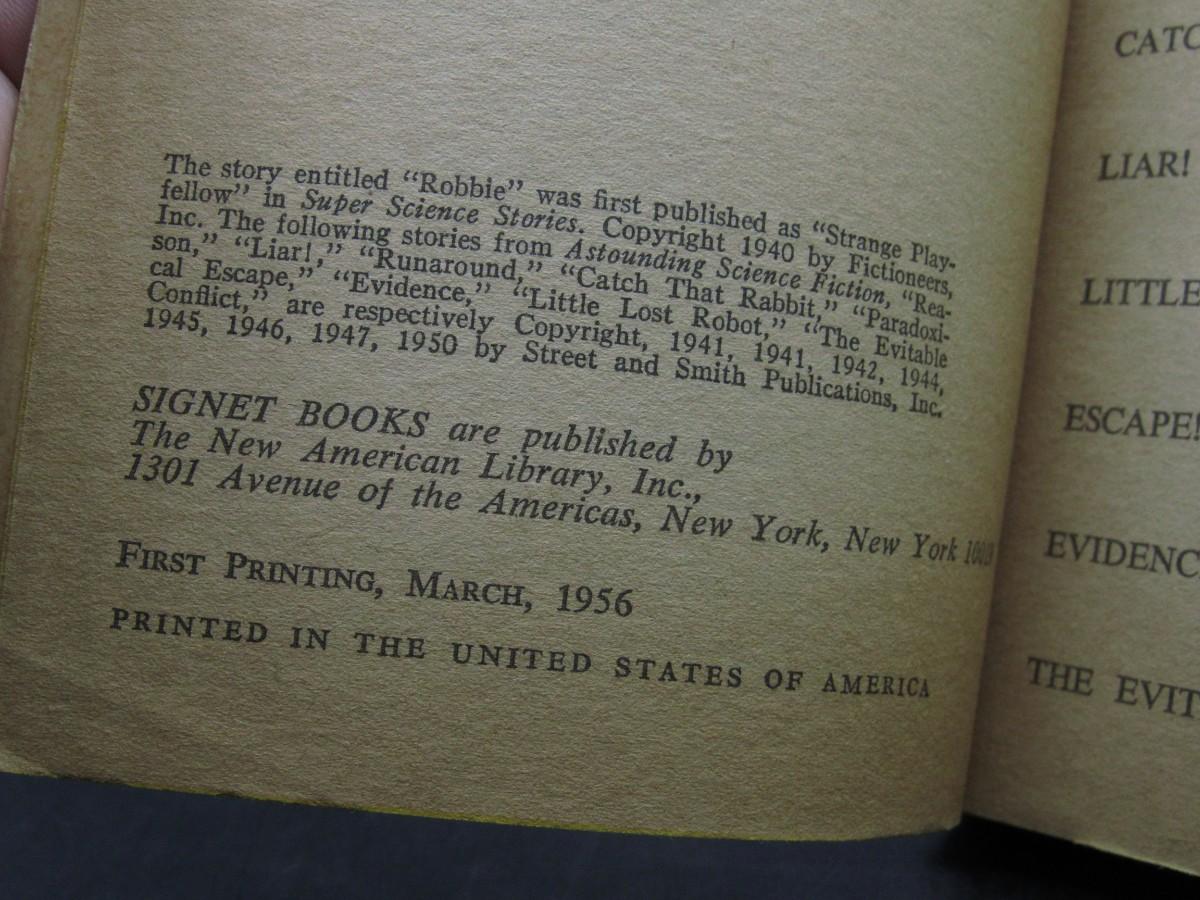 The story entitled “Robbie” was first published as “Strange Play-
fellow” in Super Science Stories. Copyright 1940 by Fictioneers,
Inc. The following stories from Astounding Science Fiction, “Rea-
son,” “Liar!,” “Runaround,” “Catch That Rabbit,” “Paradoxi-
cal Escape,” “Evidence,” “Little Lost Robot,” “The Evitable
Conflict,” are respectively Copyright, 1941, 1941, 1942, 1944,
1945, 1946, 1947, 1950 by Street and Smith Publications, Inc.
SIGNET BOOKS are published by
The New American Library, Inc.,
1301 Avenue of the Americas, New York, New York
FIRST PRINTING, MARCH, 1956
PRINTED IN THE UNITED STATES OF AMERICA
CATC
LIAR!
LITTLE
ESCAPE!
EVIDENC
THE EVIT